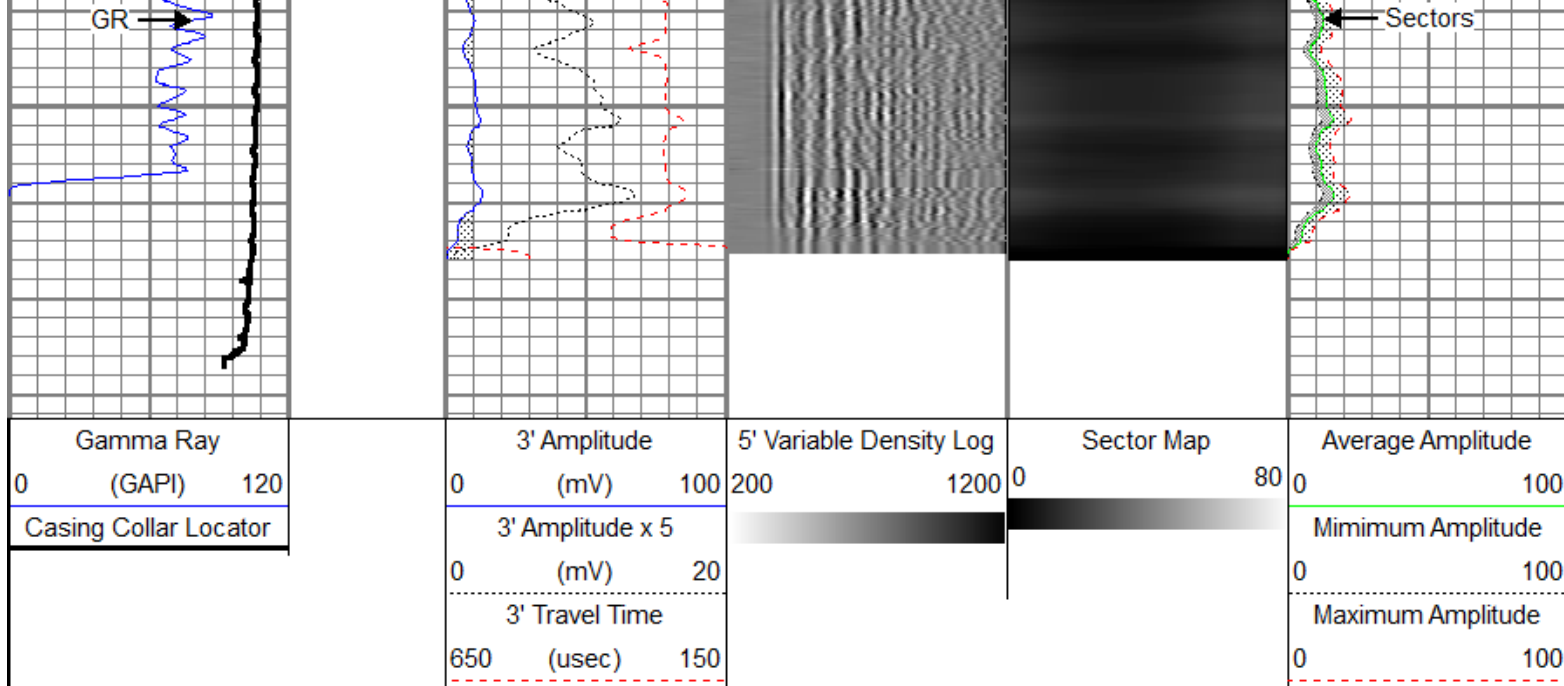 GR
Sectors
Gamma Ray
0 (GAPI) 120
Casing Collar Locator
3' Amplitude
0 (mV) 100
3' Amplitude x 5
0 (mV) 20
3' Travel Time
650 (usec) 150
5' Variable Density Log
200 1200
Sector Map
0 80
Average Amplitude
0 100
Mimimum Amplitude
0 100
Maximum Amplitude
0 100